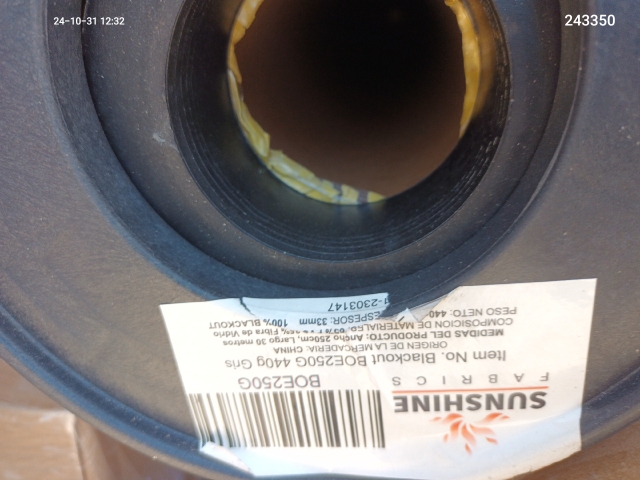 24-10-31 12:32
243350
SUNSHINE
FABRICS
BOE250G
Item No. Blackout BOE250G 440g Gris
ORIGEN DE LA MERCADERIA: CHINA
MEDIDAS DEL PRODUCTO: Ancho 250cm, Largo 30 metros
COMPOSICION DE MATERIALES: Fibra de Vidrio
PESO NETO: 440 ESPESOR: 33mm 100% BLACKOUT
1-2303147